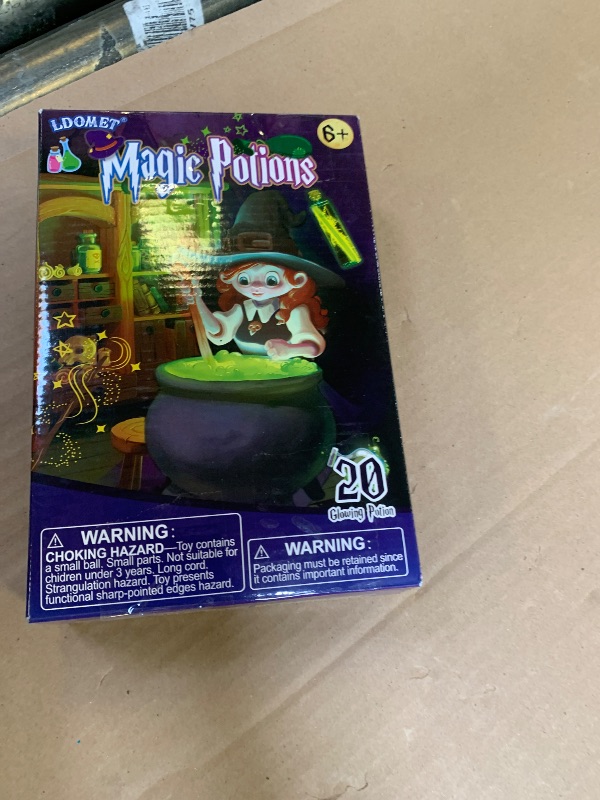 LDOMET®
6+
Magic Potions
20
Glowing Potion
WARNING:
CHOKING HAZARD—Toy contains
a small ball. Small parts. Not suitable for
chidren under 3 years. Long cord.
Strangulation hazard. Toy presents
functional sharp-pointed edges hazard.
WARNING:
Packaging must be retained since
it contains important information.